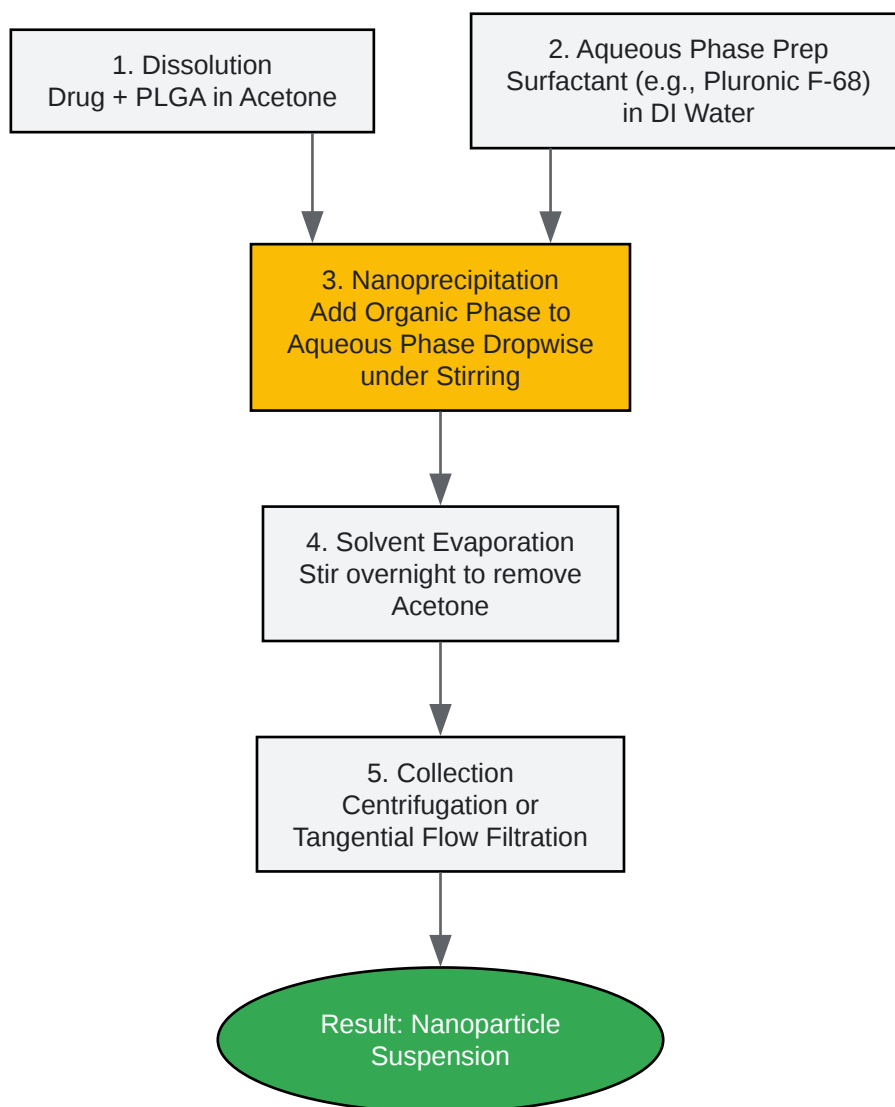 1. Dissolution
Drug + PLGA in Acetone
2. Aqueous Phase Prep
Surfactant (e.g., Pluronic F-68)
in DI Water
3. Nanoprecipitation
Add Organic Phase to
Aqueous Phase Dropwise
under Stirring
4. Solvent Evaporation
Stir overnight to remove
Acetone
5. Collection
Centrifugation or
Tangential Flow Filtration
Result: Nanoparticle
Suspension